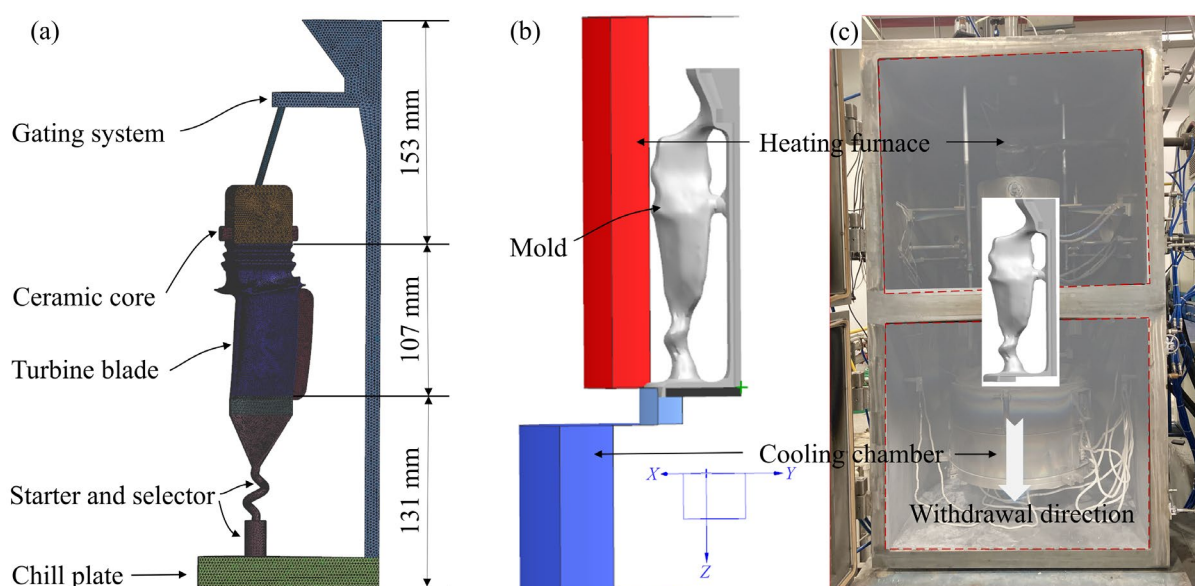 (a)
Gating system
Ceramic core
Turbine blade
Starter and selector
Chill plate
153 mm
107 mm
131 mm
(b)
Heating furnace
Mold
Cooling chamber
X
Y
Z
(c)
Withdrawal direction